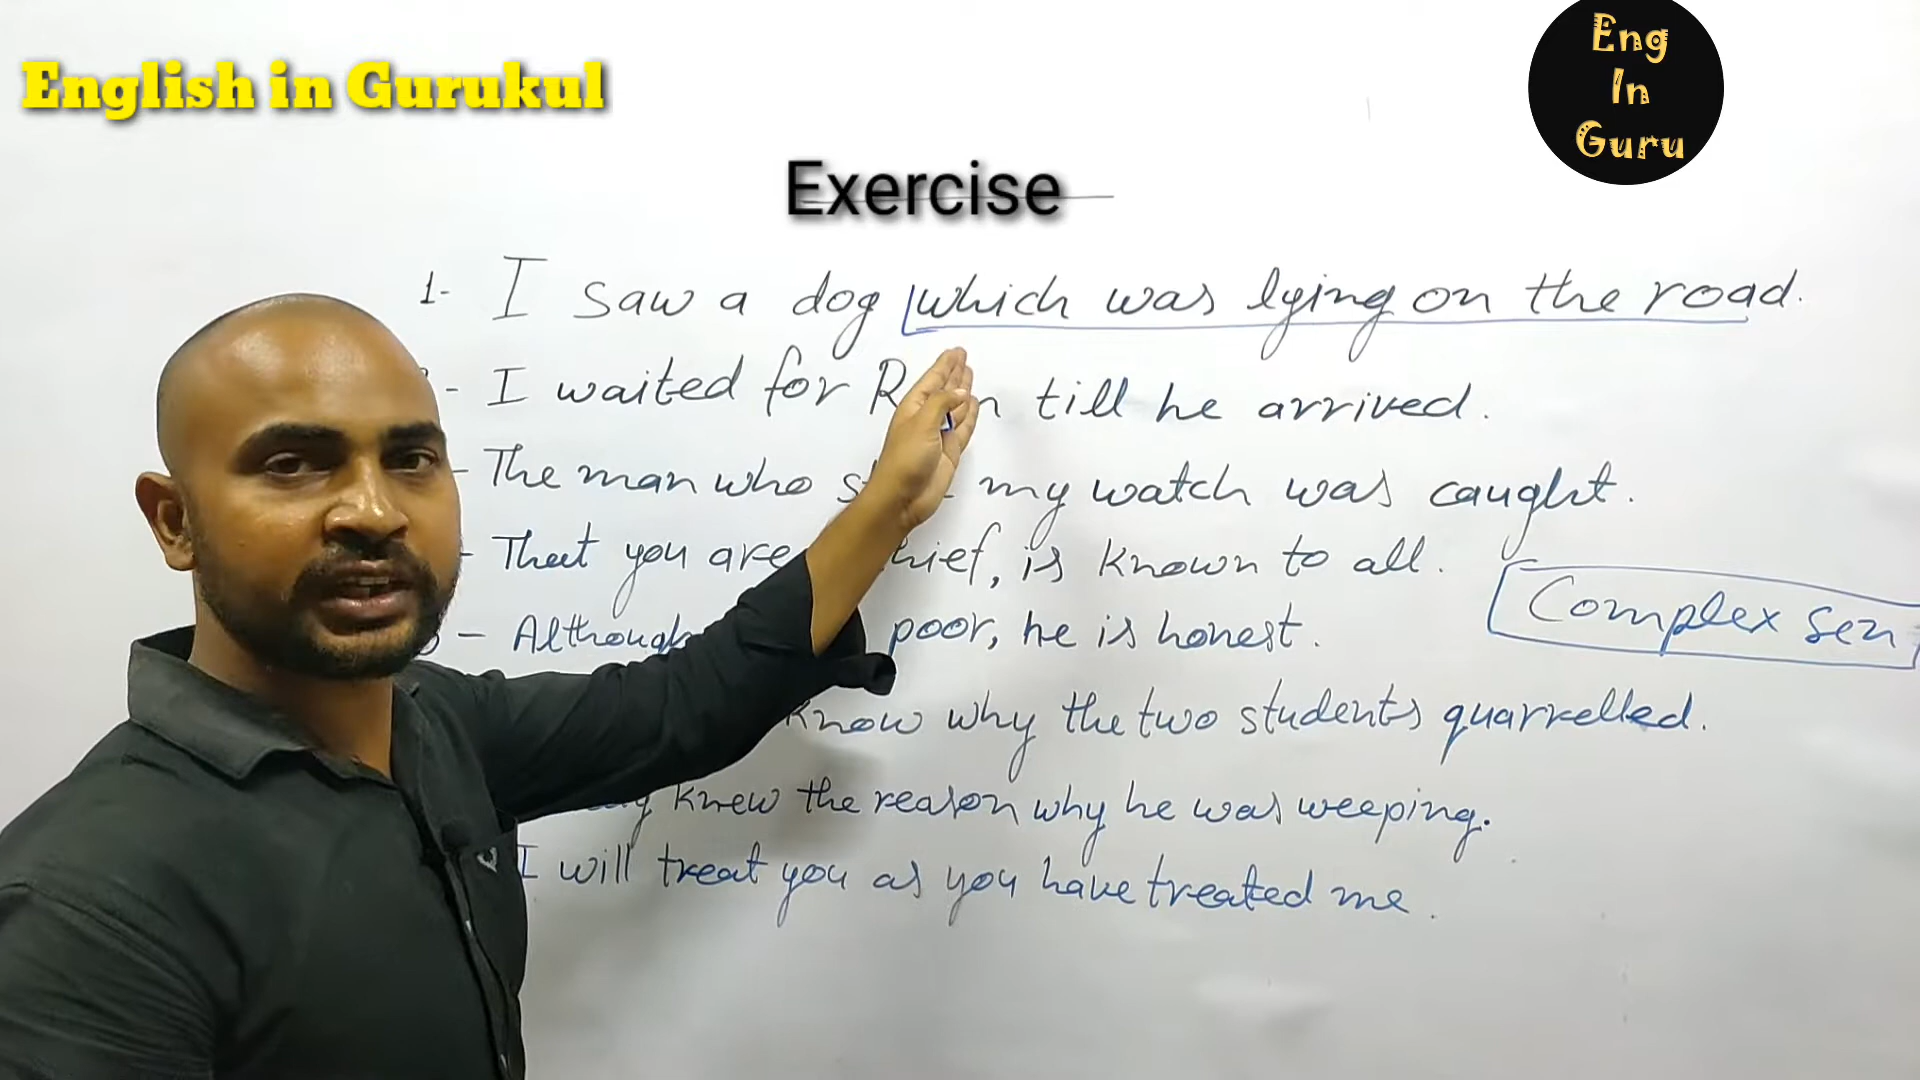 English in Gurukul
Eng
In
Guru
Exercise
1- I saw a dog which was lying on the road.
- I waited for till he arrived.
- The man who my watch was caught.
- That you are is known to all.
Complex sen
- poor, he is honest.
know why the two students quarrelled.
knew the reason why he was weeping.
I will treat you as you have treated me.